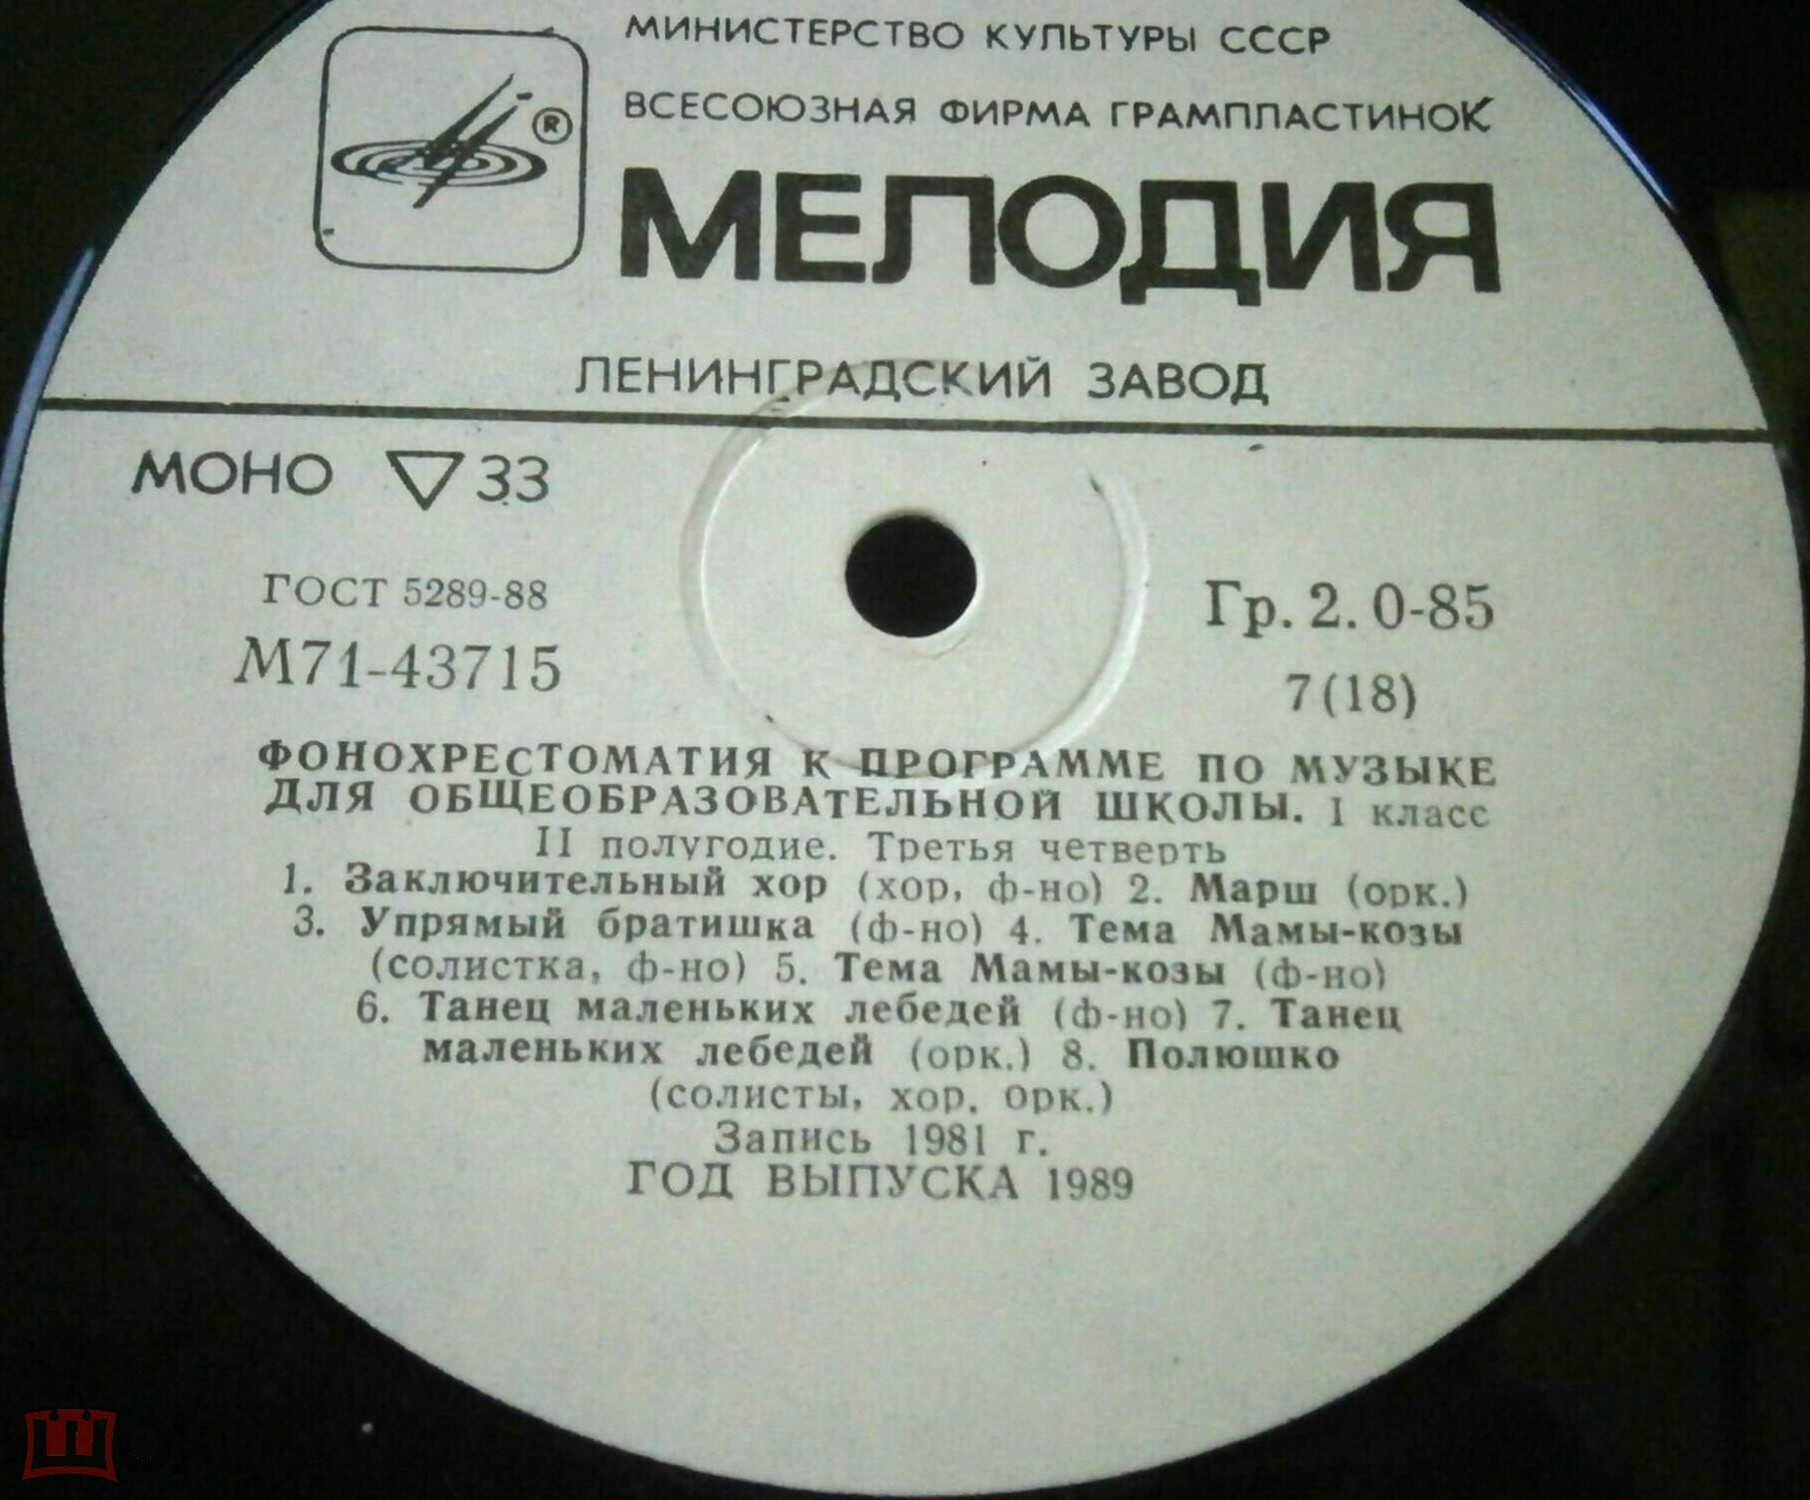 МИНИСТЕРСТВО КУЛЬТУРЫ СССР
ВСЕСОЮЗНАЯ ФИРМА ГРАМПЛАСТИНОК
®
МЕЛОДИЯ
ЛЕНИНГРАДСКИЙ ЗАВОД
МОНО ▽ 33
ГОСТ 5289-88
Гр. 2. 0-85
М71-43715
7(18)
ФОНОХРЕСТОМАТИЯ К ПРОГРАММЕ ПО МУЗЫКЕ
ДЛЯ ОБЩЕОБРАЗОВАТЕЛЬНОЙ ШКОЛЫ. I класс
II полугодие. Третья четверть
1. Заключительный хор (хор, ф-но) 2. Марш (орк.)
3. Упрямый братишка (ф-но) 4. Тема Мамы-козы
(солистка, ф-но) 5. Тема Мамы-козы (ф-но)
6. Танец маленьких лебедей (ф-но) 7. Танец
маленьких лебедей (орк.) 8. Полюшко
(солисты, хор, орк.)
Запись 1981 г.
ГОД ВЫПУСКА 1989